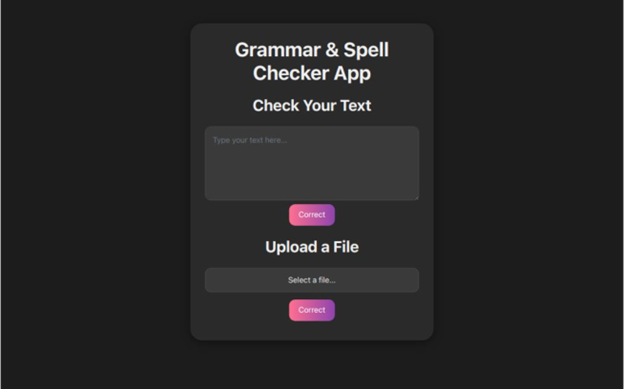 Grammar & Spell
Checker App
Check Your Text
Type your text here...
Correct
Upload a File
Select a file...
Correct